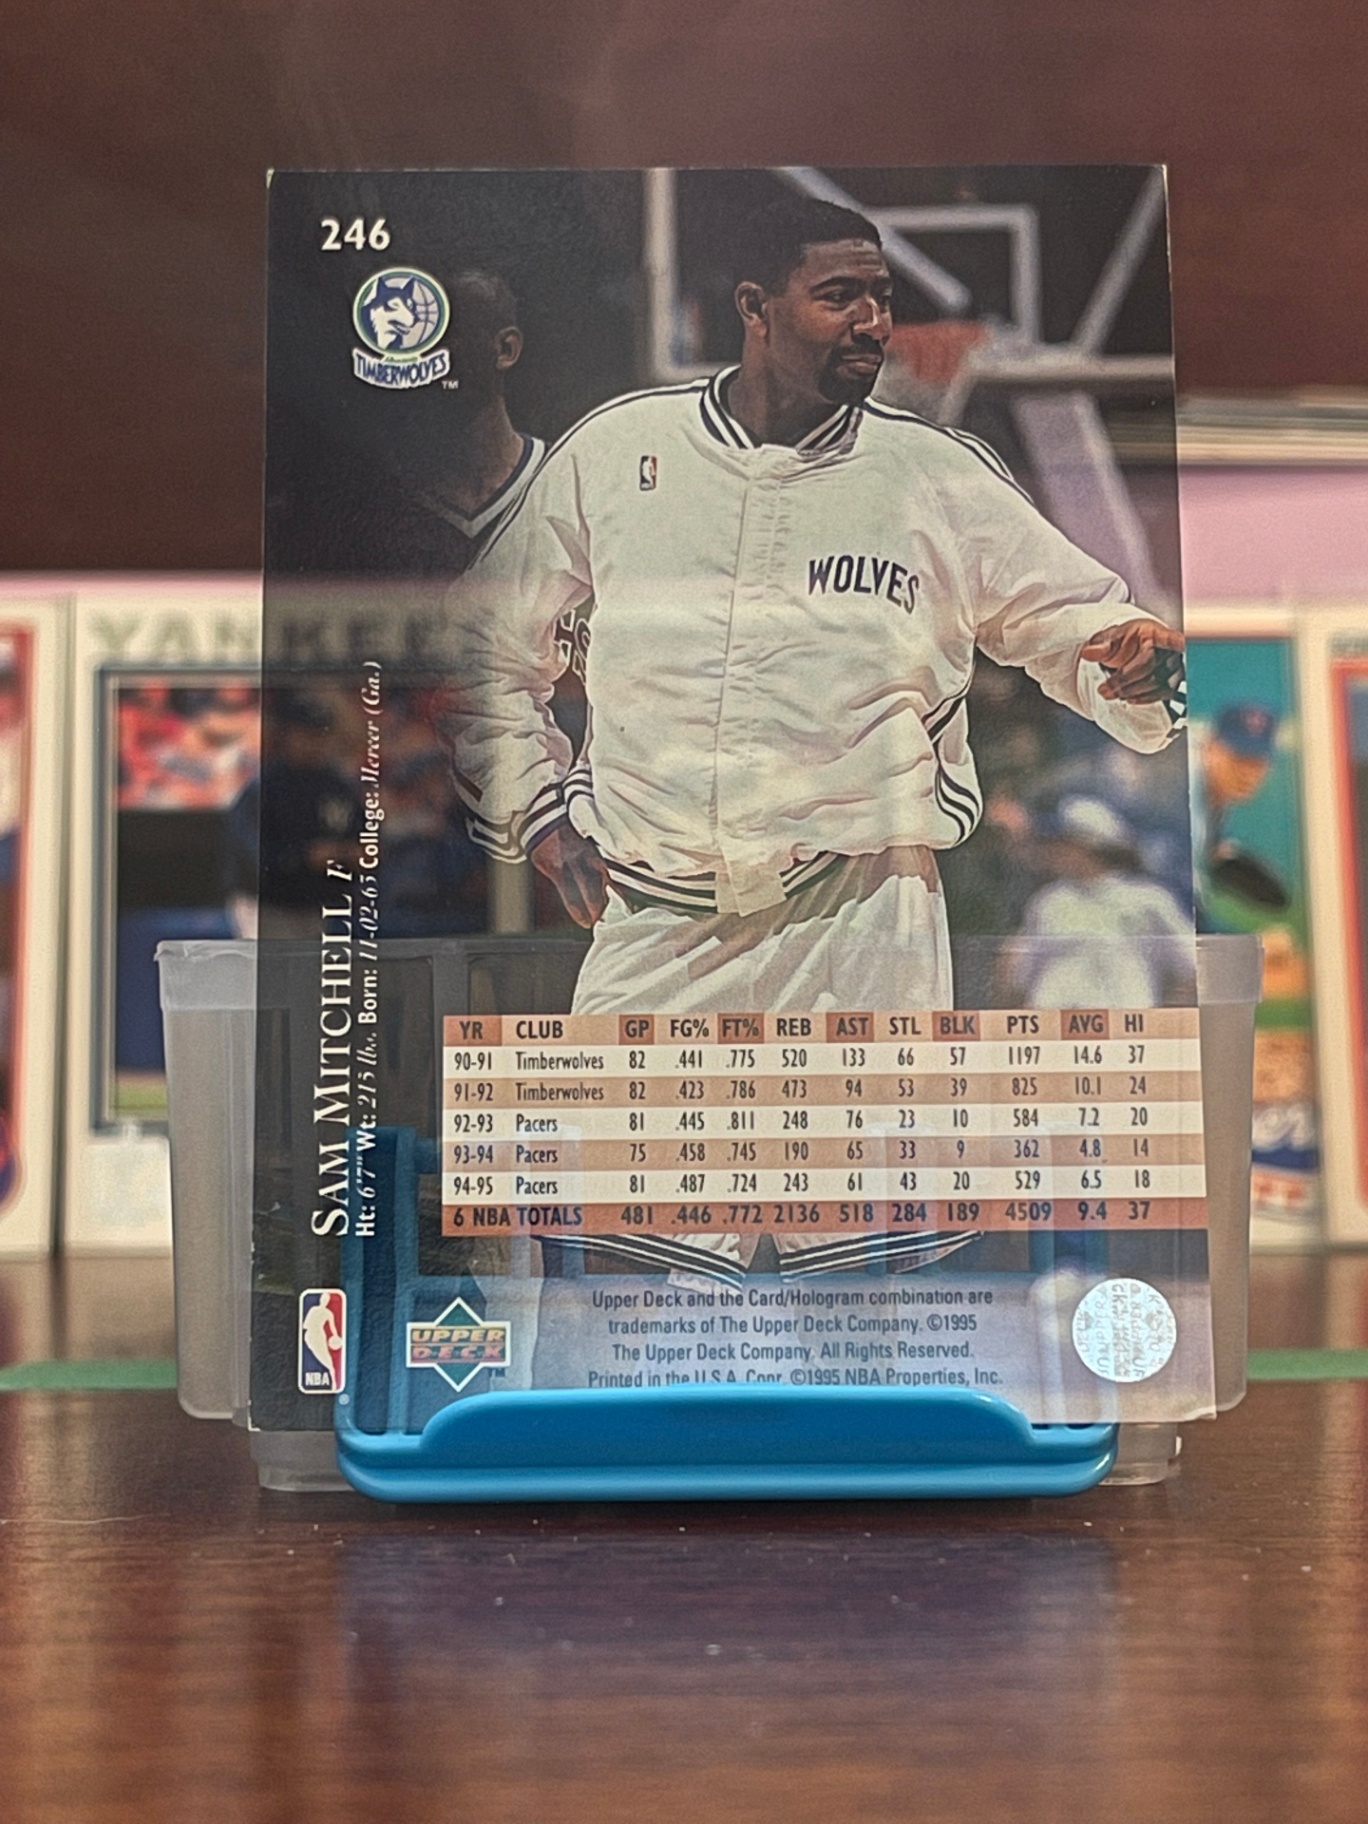 246
TIMBERWOLVES™
WOLVES
YANKEE
SAM MITCHELL F
Ht: 6'7" Wt: 215 lbs. Born: 11-02-63 College: Mercer (Ga.)
YR CLUB GP FG% FT% REB AST STL BLK PTS AVG HI
90-91 Timberwolves 82 .441 .775 520 133 66 57 1197 14.6 37
91-92 Timberwolves 82 .423 .786 473 94 53 39 825 10.1 24
92-93 Pacers 81 .445 .811 248 76 23 10 584 7.2 20
93-94 Pacers 75 .458 .745 190 65 33 9 362 4.8 14
94-95 Pacers 81 .487 .724 243 61 43 20 529 6.5 18
6 NBA TOTALS 481 .446 .772 2136 518 284 189 4509 9.4 37
NBA
UPPER
DECK™
Upper Deck and the Card/Hologram combination are
trademarks of The Upper Deck Company. ©1995
The Upper Deck Company. All Rights Reserved.
Printed in the U.S.A. Copr. ©1995 NBA Properties, Inc.